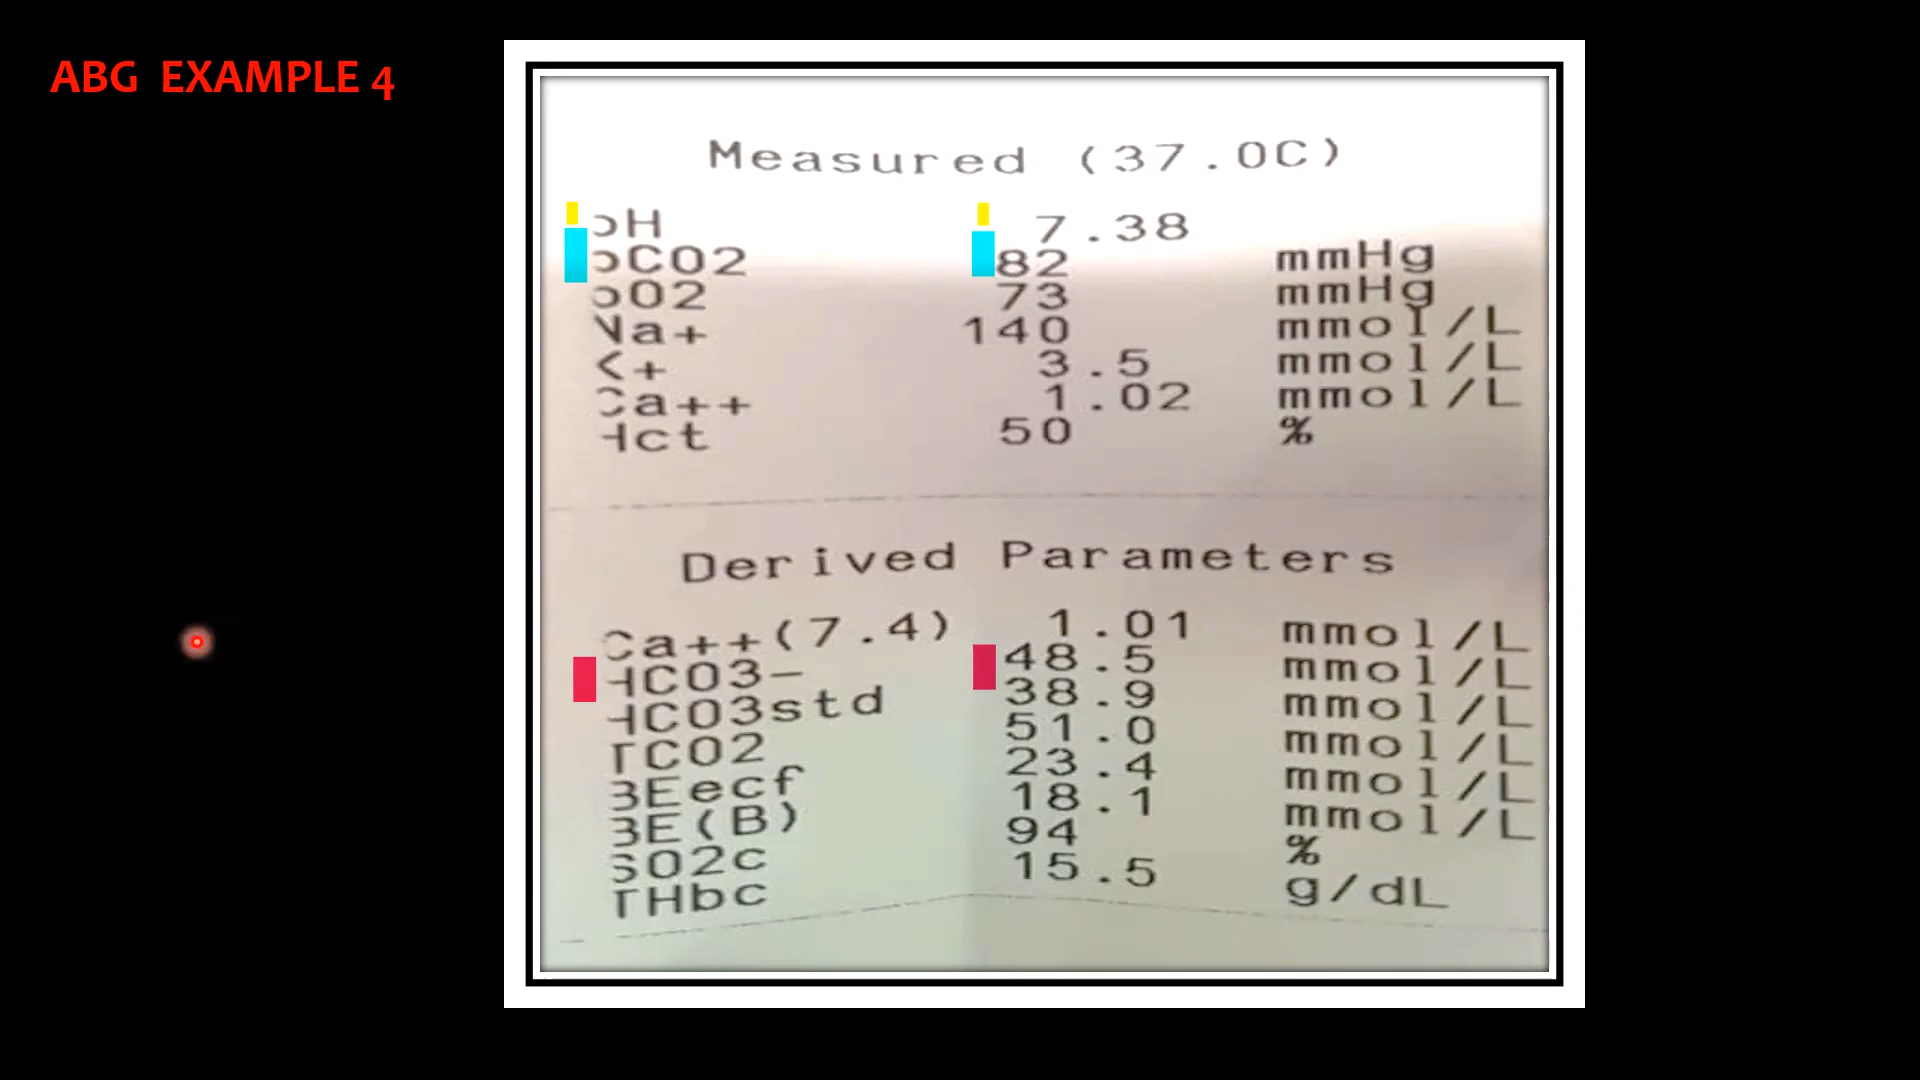 ABG EXAMPLE 4
Measured (37.0C)
pH 7.38
pCO2 82 mmHg
pO2 73 mmHg
Na+ 140 mmol/L
K+ 3.5 mmol/L
Ca++ 1.02 mmol/L
Hct 50 %
Derived Parameters
Ca++(7.4) 1.01 mmol/L
HCO3- 48.5 mmol/L
HCO3std 38.9 mmol/L
TCO2 51.0 mmol/L
BEecf 23.4 mmol/L
BE(B) 18.1 mmol/L
SO2c 94 %
THbc 15.5 g/dL